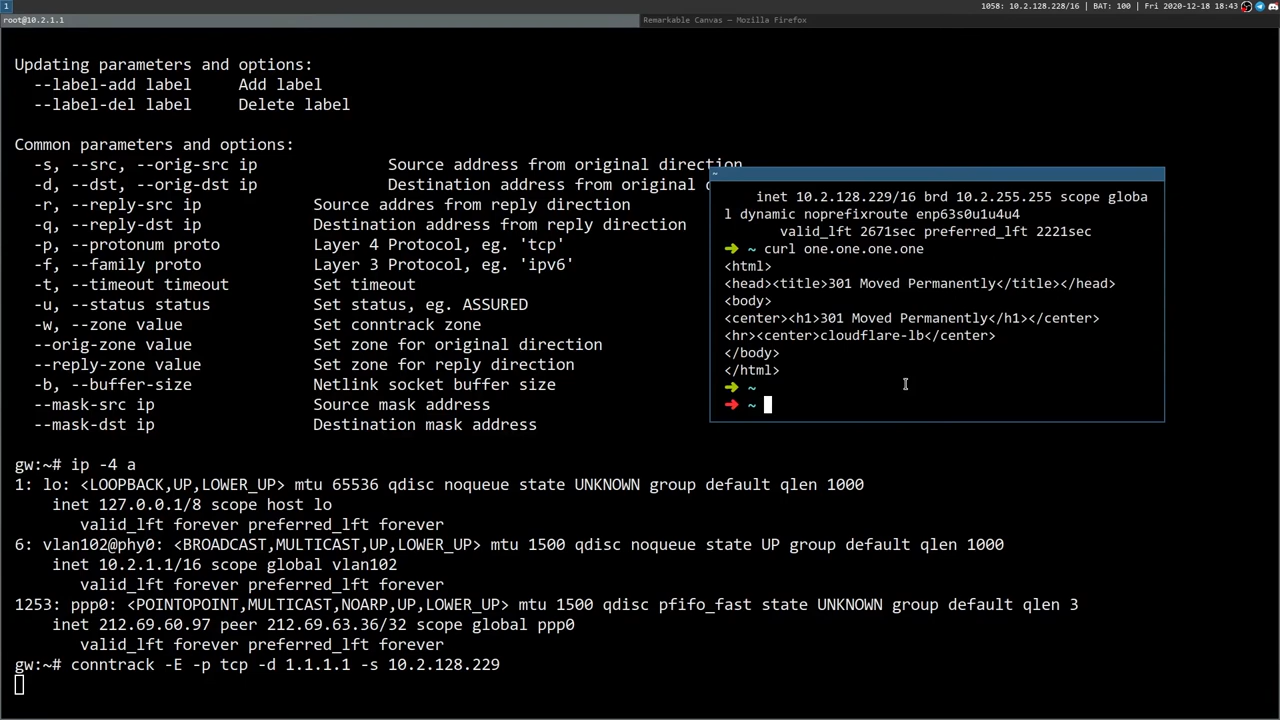 1
1058: 10.2.128.228/16 | BAT: 100 | Fri 2020-12-18 18:43
root@10.2.1.1
Remarkable Canvas — Mozilla Firefox
Updating parameters and options:
--label-add label Add label
--label-del label Delete label
Common parameters and options:
-s, --src, --orig-src ip Source address from original direction
-d, --dst, --orig-dst ip Destination address from original d
-r, --reply-src ip Source addres from reply direction
-q, --reply-dst ip Destination address from reply direction
-p, --protonum proto Layer 4 Protocol, eg. 'tcp'
-f, --family proto Layer 3 Protocol, eg. 'ipv6'
-t, --timeout timeout Set timeout
-u, --status status Set status, eg. ASSURED
-w, --zone value Set conntrack zone
--orig-zone value Set zone for original direction
--reply-zone value Set zone for reply direction
-b, --buffer-size Netlink socket buffer size
--mask-src ip Source mask address
--mask-dst ip Destination mask address
gw:~# ip -4 a
1: lo: <LOOPBACK,UP,LOWER_UP> mtu 65536 qdisc noqueue state UNKNOWN group default qlen 1000
inet 127.0.0.1/8 scope host lo
valid_lft forever preferred_lft forever
6: vlan102@phy0: <BROADCAST,MULTICAST,UP,LOWER_UP> mtu 1500 qdisc noqueue state UP group default qlen 1000
inet 10.2.1.1/16 scope global vlan102
valid_lft forever preferred_lft forever
1253: ppp0: <POINTOPOINT,MULTICAST,NOARP,UP,LOWER_UP> mtu 1500 qdisc pfifo_fast state UNKNOWN group default qlen 3
inet 212.69.60.97 peer 212.69.63.36/32 scope global ppp0
valid_lft forever preferred_lft forever
gw:~# conntrack -E -p tcp -d 1.1.1.1 -s 10.2.128.229
~
inet 10.2.128.229/16 brd 10.2.255.255 scope globa
l dynamic noprefixroute enp63s0u1u4u4
valid_lft 2671sec preferred_lft 2221sec
➜ ~ curl one.one.one.one
<html>
<head><title>301 Moved Permanently</title></head>
<body>
<center><h1>301 Moved Permanently</h1></center>
<hr><center>cloudflare-lb</center>
</body>
</html>
➜ ~
➜ ~